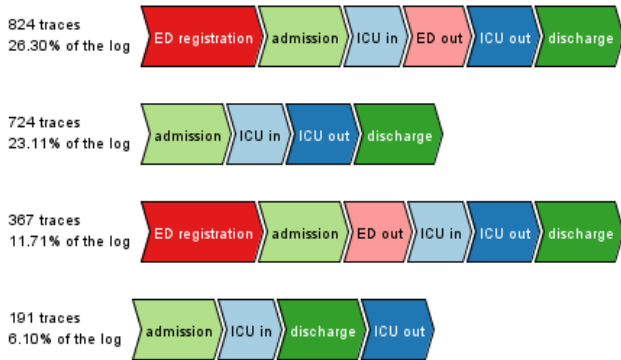 824 traces
26.30% of the log
ED registration admission ICU in ED out ICU out discharge
724 traces
23.11% of the log
admission ICU in ICU out discharge
367 traces
11.71% of the log
ED registration admission ED out ICU in ICU out discharge
191 traces
6.10% of the log
admission ICU in discharge ICU out